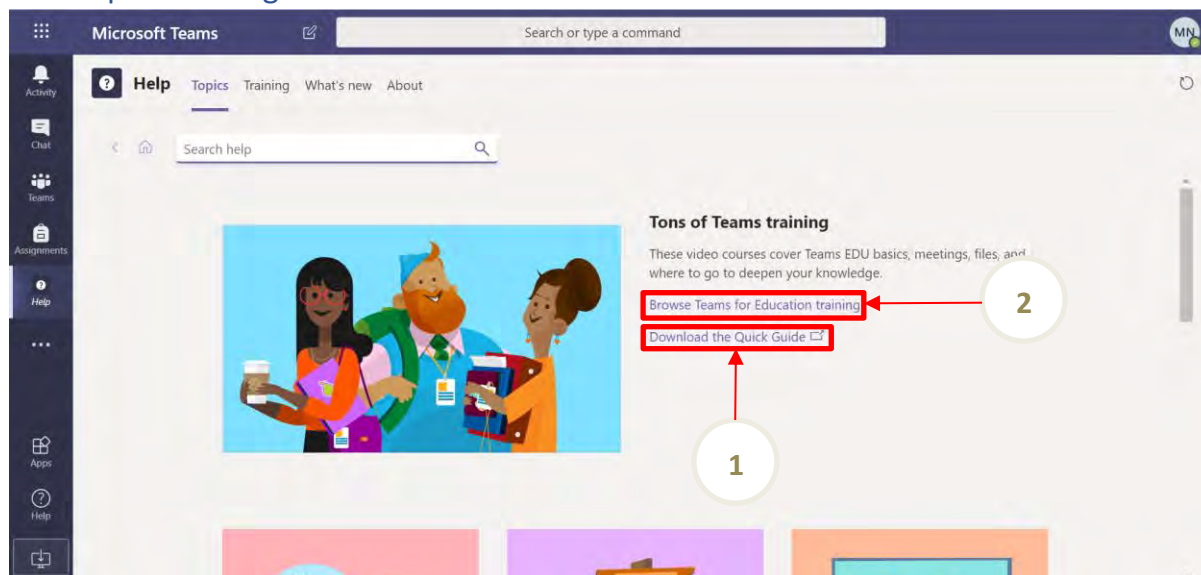 Microsoft Teams
Search or type a command
MN
Activity
Chat
Teams
Assignments
Help
Apps
Help
Help Topics Training What's new About
Search help
Tons of Teams training
These video courses cover Teams EDU basics, meetings, files, and
where to go to deepen your knowledge.
Browse Teams for Education training
Download the Quick Guide
2
1